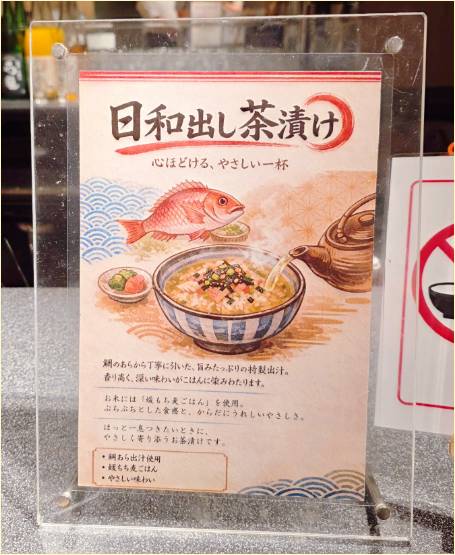 日和出し茶漬け
心ほどける、やさしい一杯
鯛のあらから丁寧に引いた、旨みたっぷりの特製出汁。
香り高く、深い味わいがごはんに染みわたります。
お米には「媛もち麦ごはん」を使用。
ぷちぷちとした食感と、からだにうれしいやさしさ。
ほっと一息つきたいときに、
やさしく寄り添うお茶漬けです。
• 鯛あら出汁使用
• 媛もち麦ごはん
• やさしい味わい